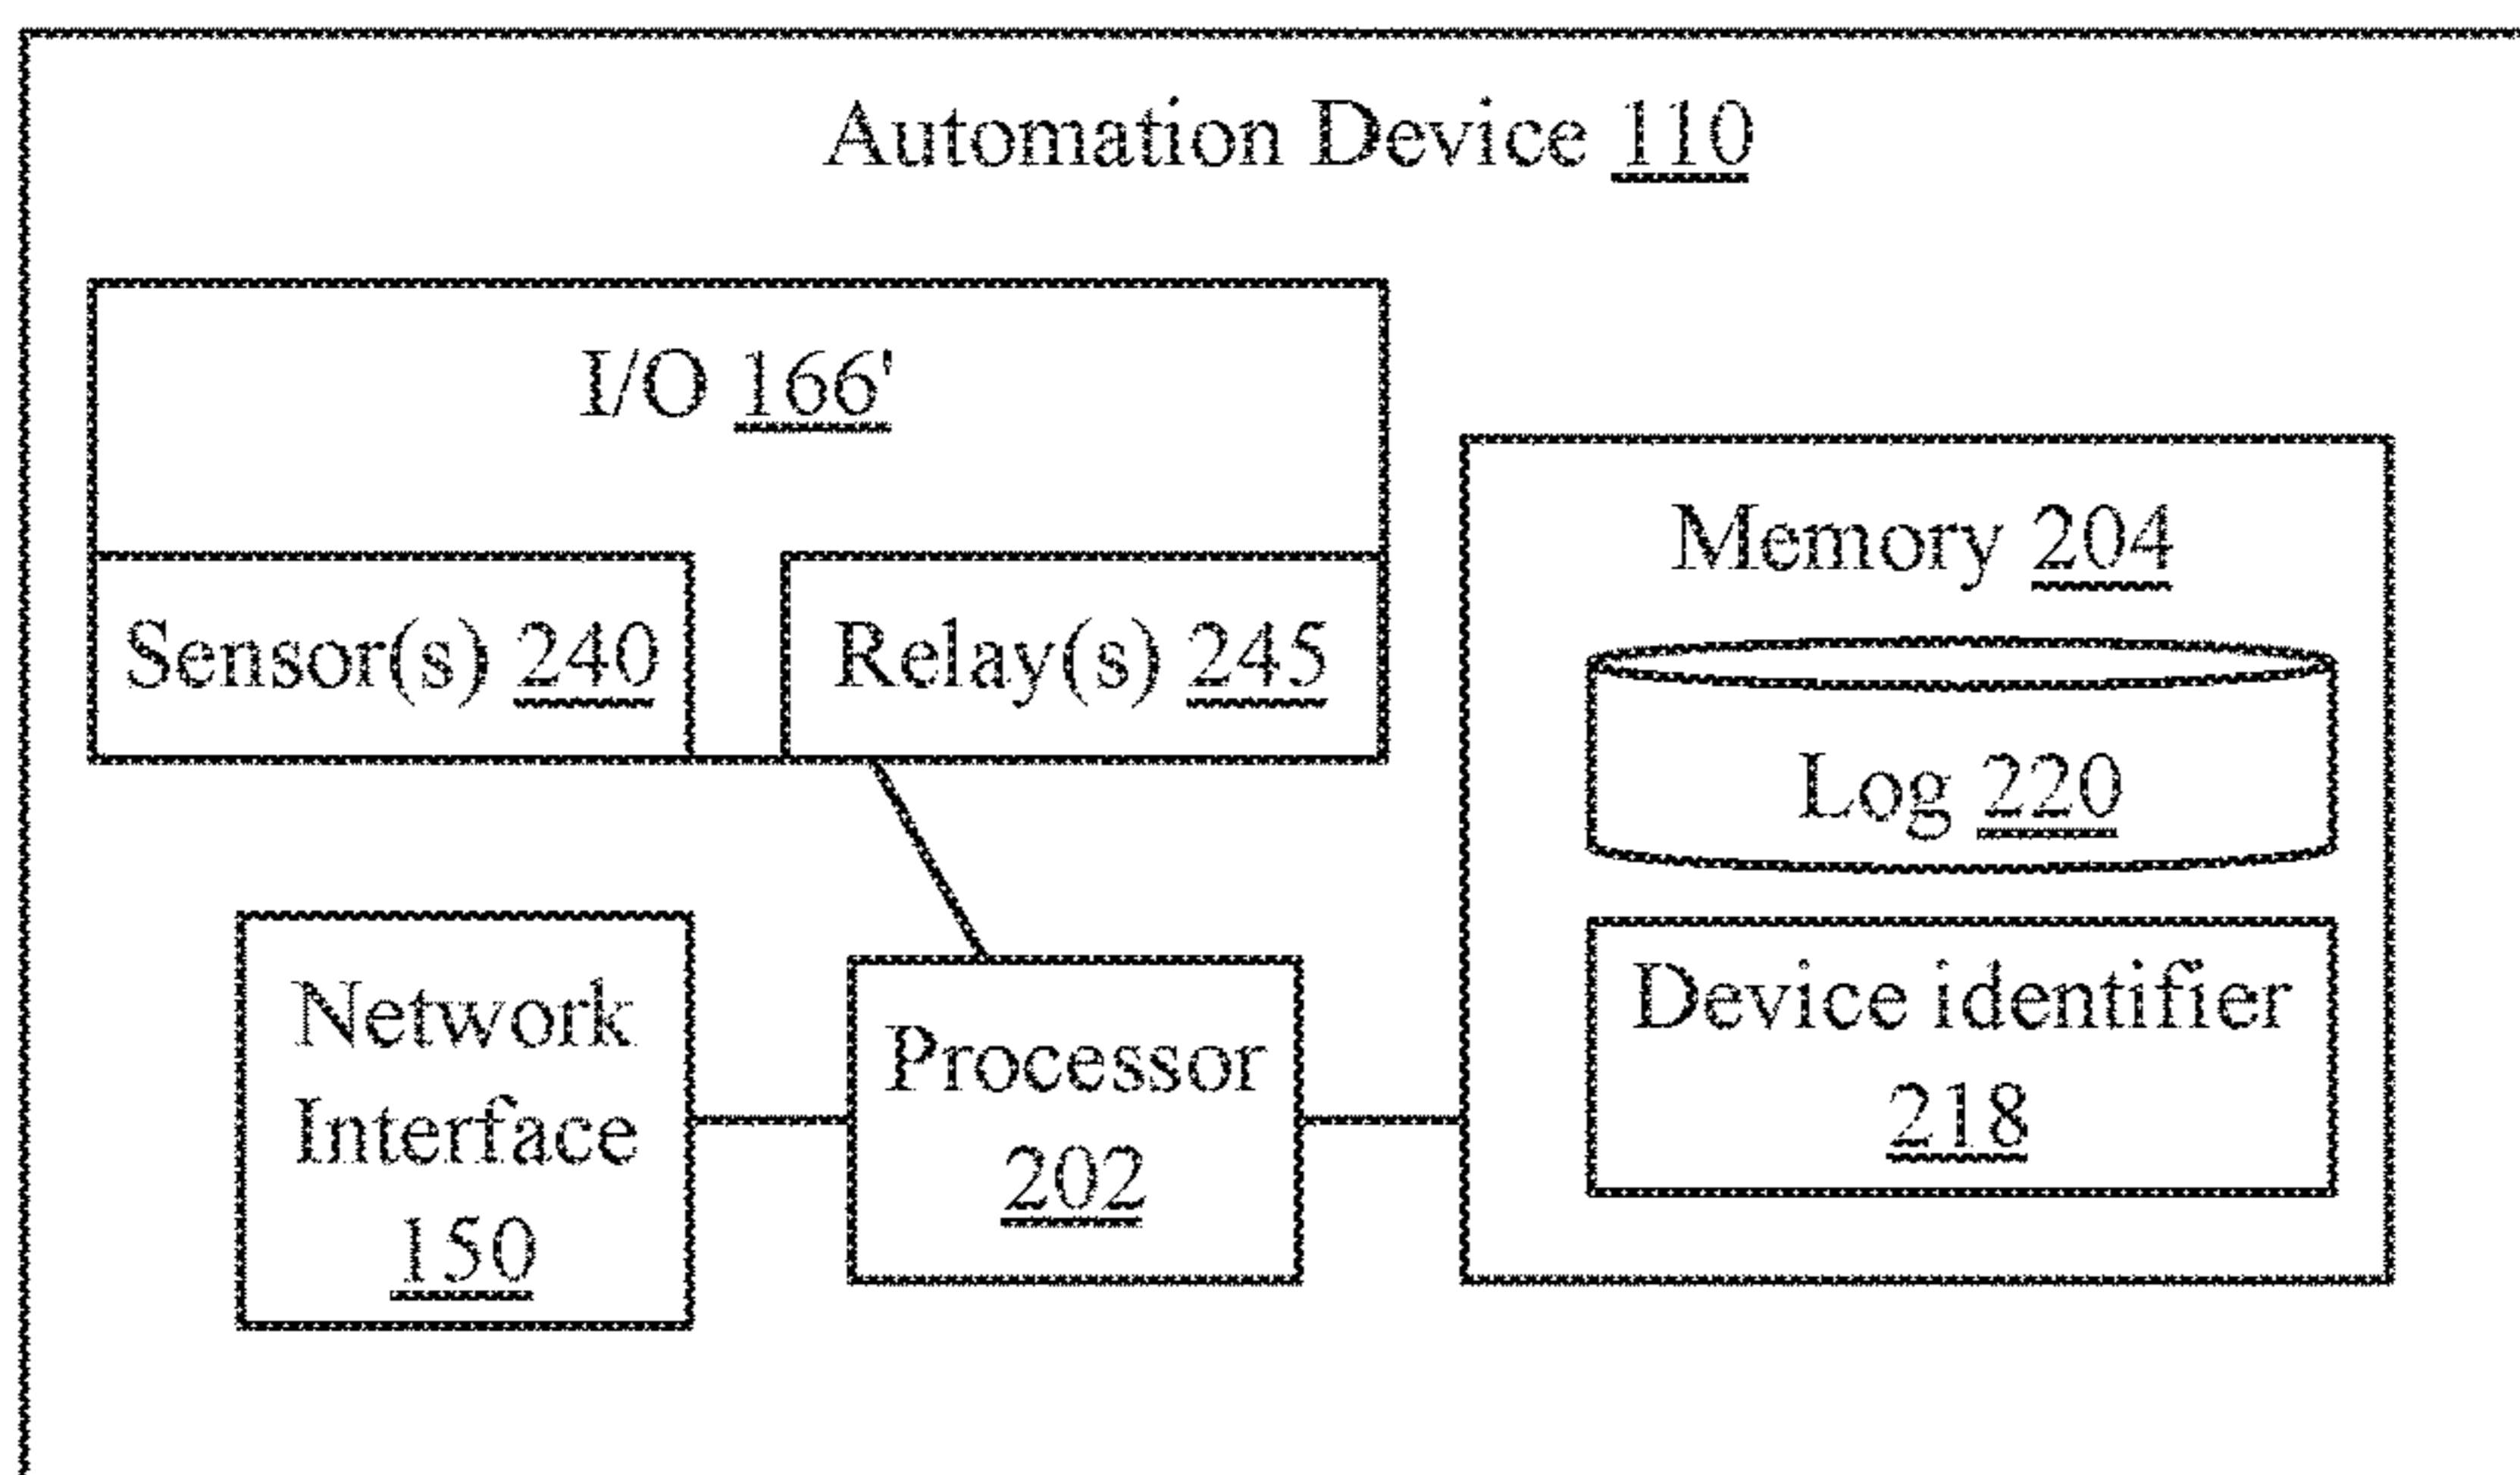 Automation Device 110
I/O 166'
Sensor(s) 240
Relay(s) 245
Memory 204
Log 220
Device identifier
218
Network
Interface
150
Processor
202